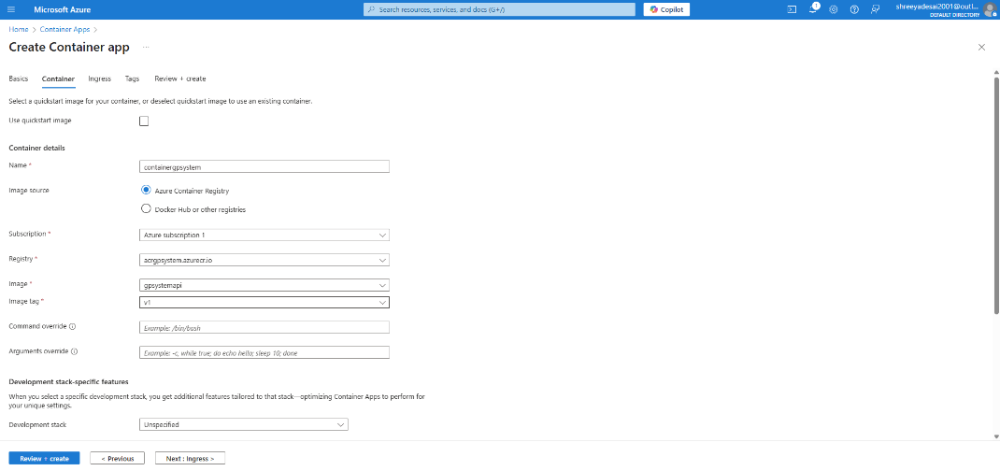 Microsoft Azure
Search resources, services, and docs (G+/)
Copilot
1
shreeyadesai2001@outl...
DEFAULT DIRECTORY
Home > Container Apps >
Create Container app ...
Basics Container Ingress Tags Review + create
Select a quickstart image for your container, or deselect quickstart image to use an existing container.
Use quickstart image
Container details
Name *
containergpsystem
Image source
Azure Container Registry
Docker Hub or other registries
Subscription *
Azure subscription 1
Registry *
acrgpsystem.azurecr.io
Image *
gpsystemapi
Image tag *
v1
Command override
Example: /bin/bash
Arguments override
Example: -c, while true; do echo hello; sleep 10; done
Development stack-specific features
When you select a specific development stack, you get additional features tailored to that stack—optimizing Container Apps to perform for
your unique settings.
Development stack
Unspecified
Review + create
< Previous
Next : Ingress >